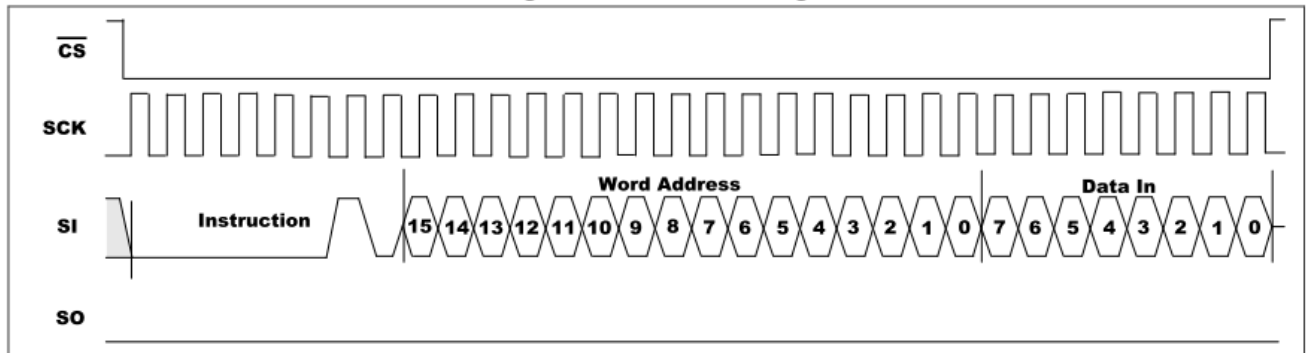 CS
SCK
Word Address
Data In
SI
Instruction
15 14 13 12 11 10 9 8 7 6 5 4 3 2 1 0 7 6 5 4 3 2 1 0
SO